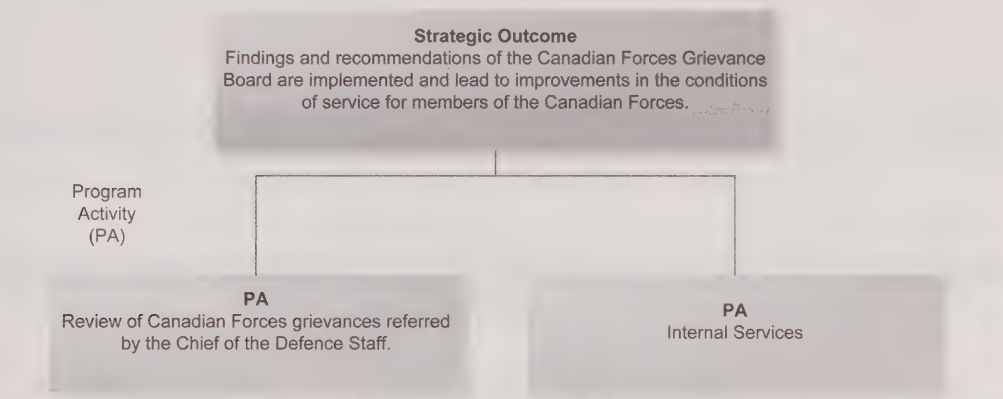 Strategic Outcome
Findings and recommendations of the Canadian Forces Grievance
Board are implemented and lead to improvements in the conditions
of service for members of the Canadian Forces.
Program
Activity
(PA)
PA
Review of Canadian Forces grievances referred
by the Chief of the Defence Staff.
PA
Internal Services